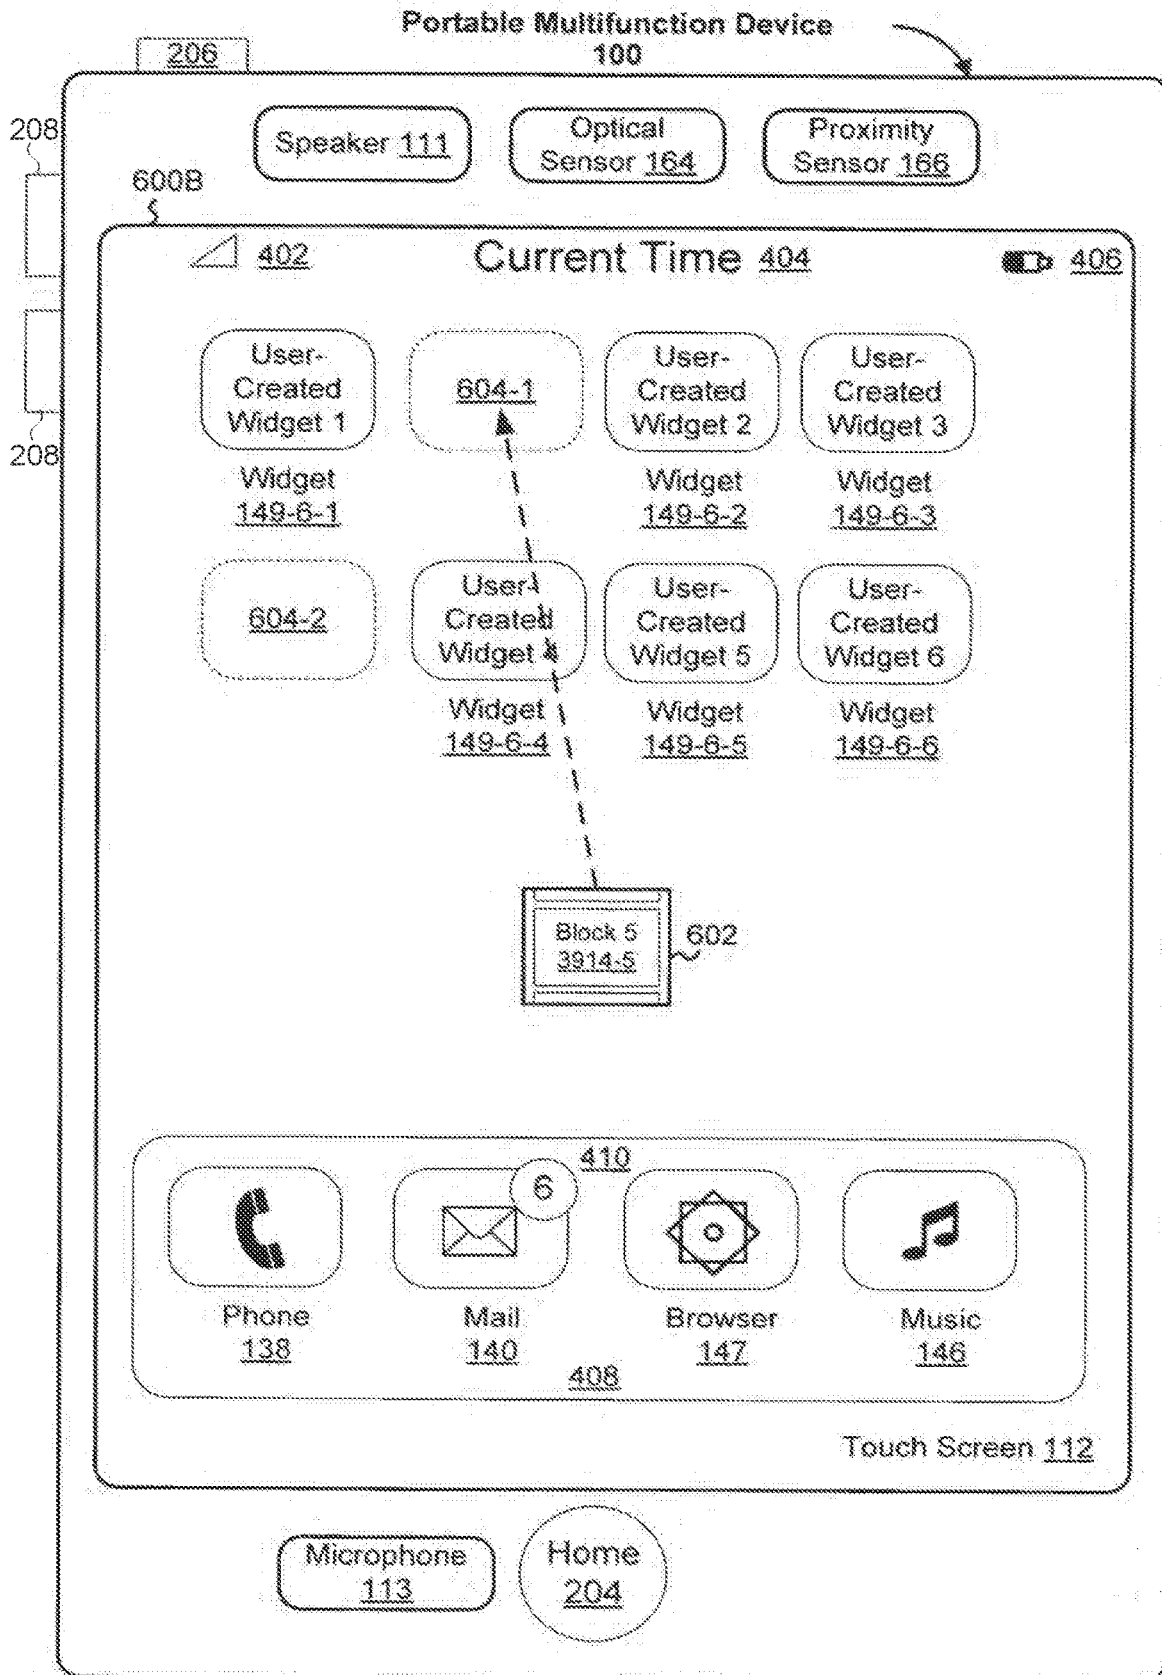 Portable Multifunction Device
100
206
208
208
Speaker 111
Optical
Sensor 164
Proximity
Sensor 166
600B
402
Current Time 404
406
User-
Created
Widget 1
604-1
User-
Created
Widget 2
User-
Created
Widget 3
Widget
149-6-1
Widget
149-6-2
Widget
149-6-3
604-2
User-
Created
Widget 4
User-
Created
Widget 5
User-
Created
Widget 6
Widget
149-6-4
Widget
149-6-5
Widget
149-6-6
Block 5
3914-5
602
410
6
Phone
138
Mail
140
Browser
147
Music
146
408
Touch Screen 112
Microphone
113
Home
204